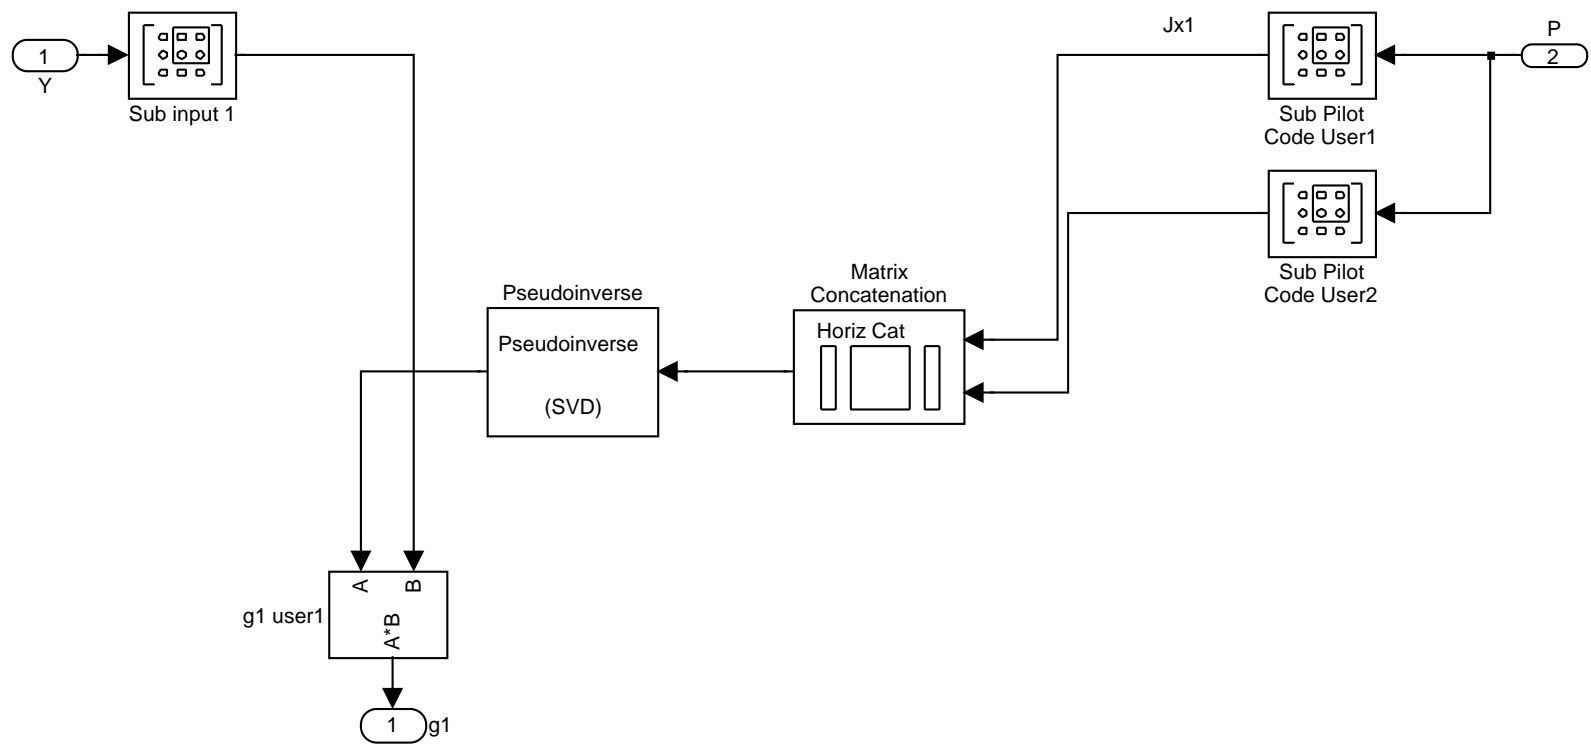 1
Y
Sub input 1
Jx1
Sub Pilot
Code User1
P
2
Sub Pilot
Code User2
Matrix
Concatenation
Horiz Cat
Pseudoinverse
Pseudoinverse
(SVD)
A
B
A*B
g1 user1
1
g1